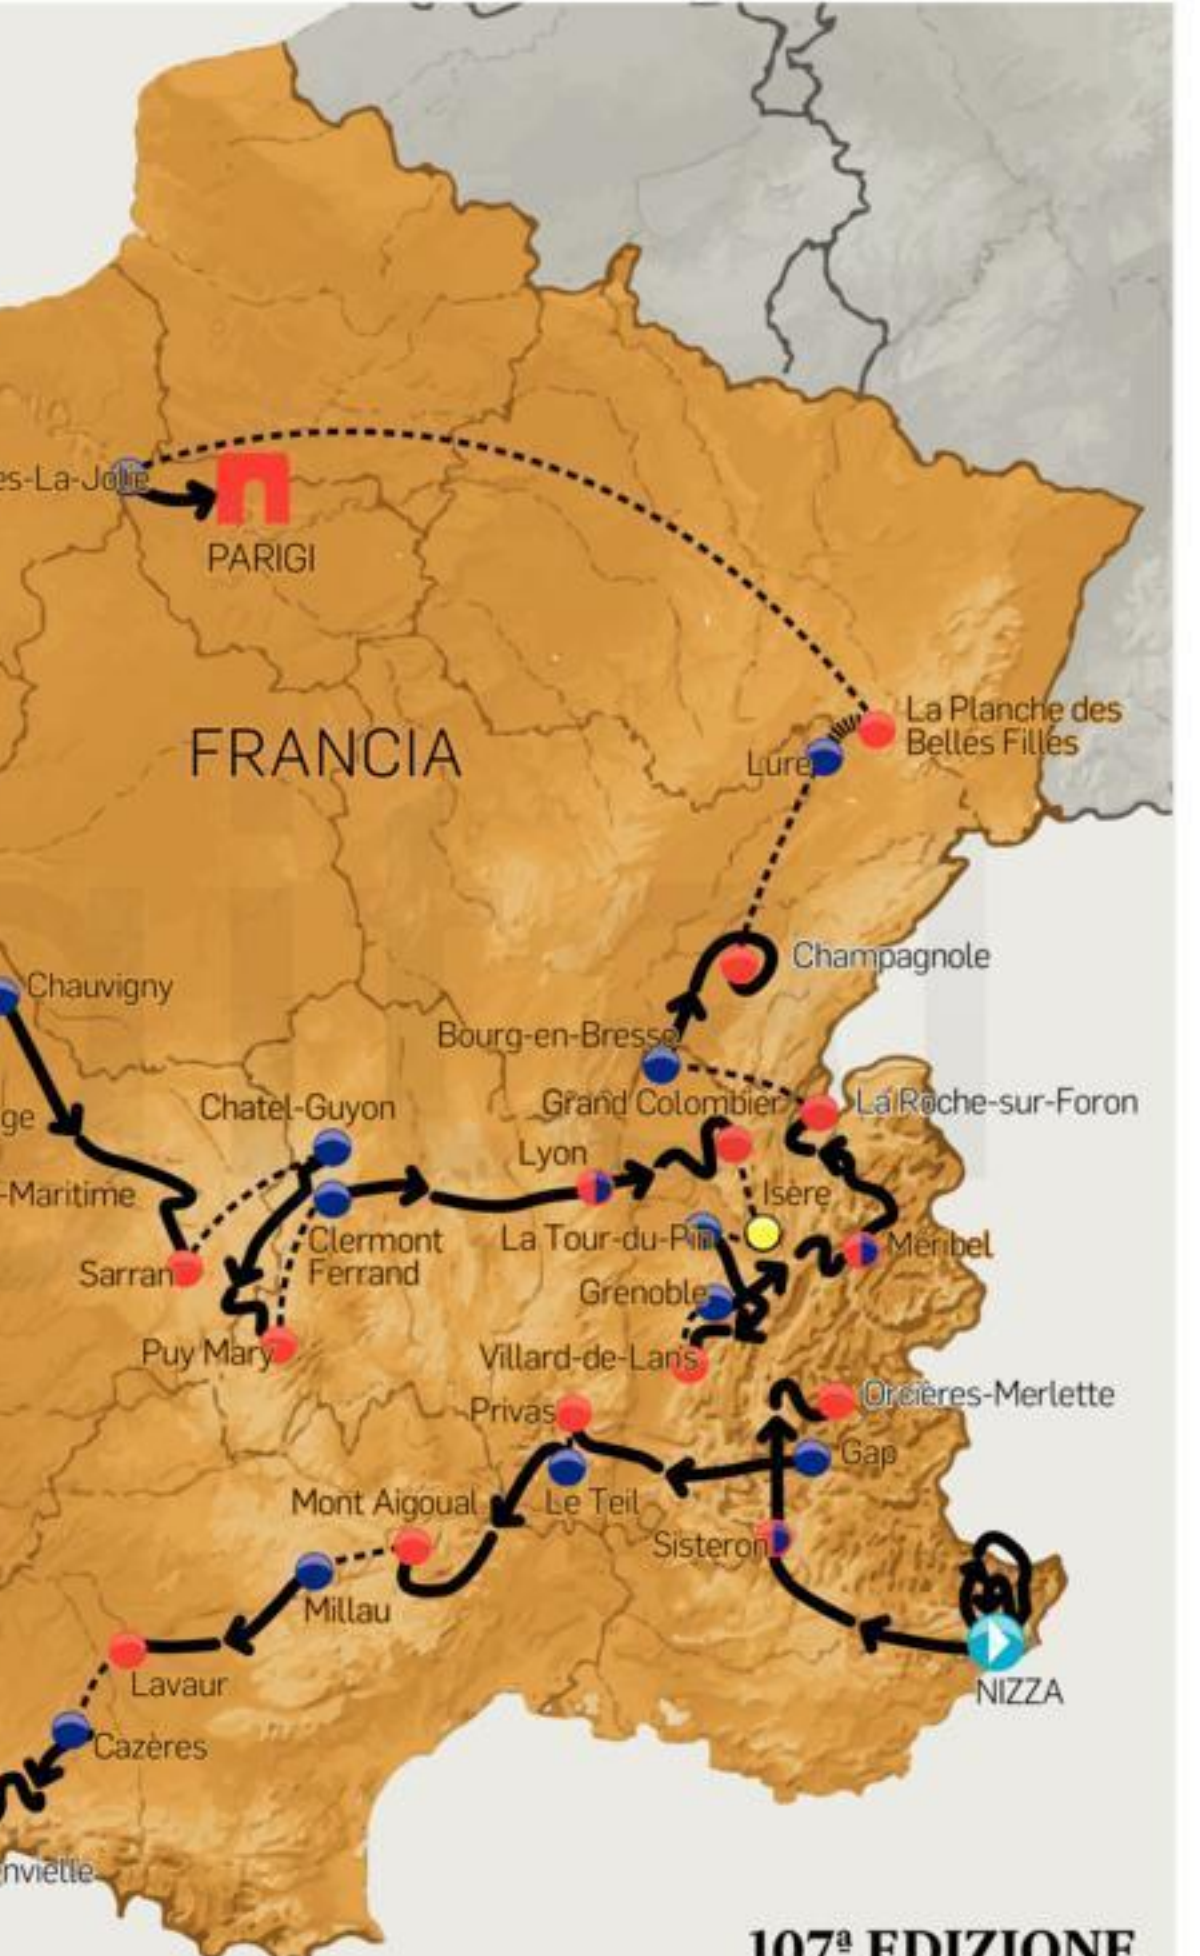 es-La-Jolie
PARIGI
La Planche des
Belles Filles
FRANCIA
Lure
Champagnole
Chauvigny
Bourg-en-Bresse
Chatel-Guyon
Grand Colombier
La Roche-sur-Foron
ge
Lyon
-Maritime
Isère
Clermont
Ferrand
La Tour-du-Pin
Méribel
Sarran
Grenoble
Puy Mary
Villard-de-Lans
Orcières-Merlette
Privas
Gap
Mont Aigoual
Le Teil
Sisteron
Millau
Lavaur
NIZZA
Cazères
nvielle
107ª EDIZIONE